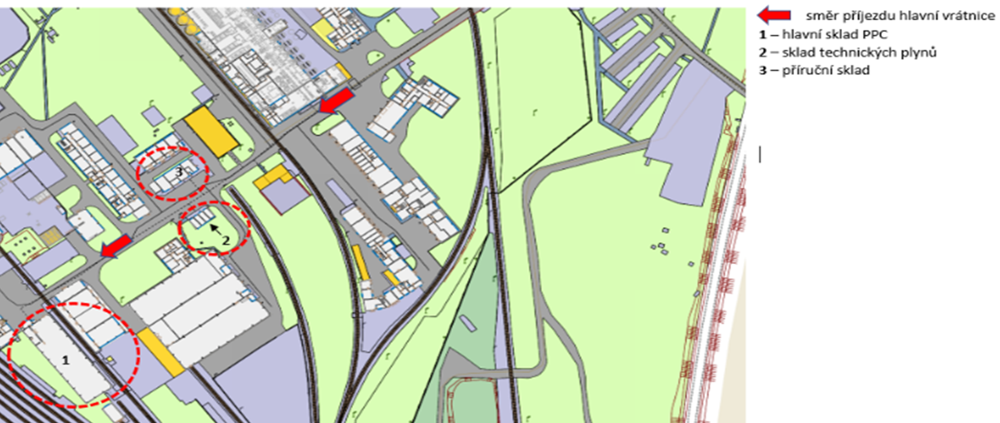 směr příjezdu hlavní vrátnice
1 – hlavní sklad PPC
2 – sklad technických plynů
3 – příruční sklad
3
2
1